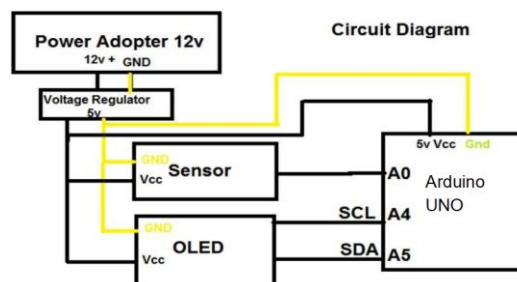 Circuit Diagram
Power Adopter 12v
12v + GND
Voltage Regulator
5v
5v Vcc Gnd
GND
Vcc
Sensor
A0
Arduino
UNO
SCL
A4
GND
OLED
Vcc
SDA
A5